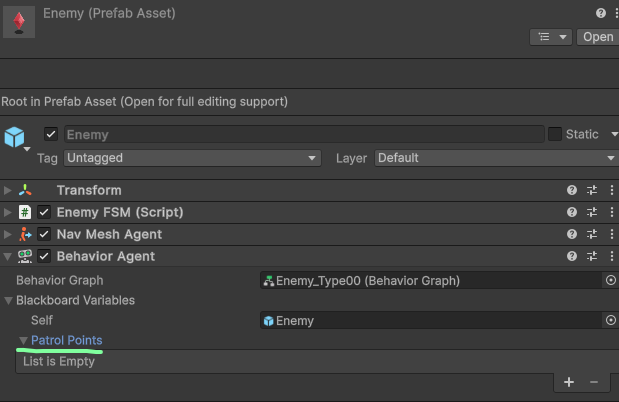 Enemy (Prefab Asset)
Open
Root in Prefab Asset (Open for full editing support)
Enemy
Static
Tag Untagged Layer Default
Transform
# Enemy FSM (Script)
Nav Mesh Agent
Behavior Agent
Behavior Graph Enemy_Type00 (Behavior Graph)
Blackboard Variables
Self Enemy
Patrol Points
List is Empty
+ −